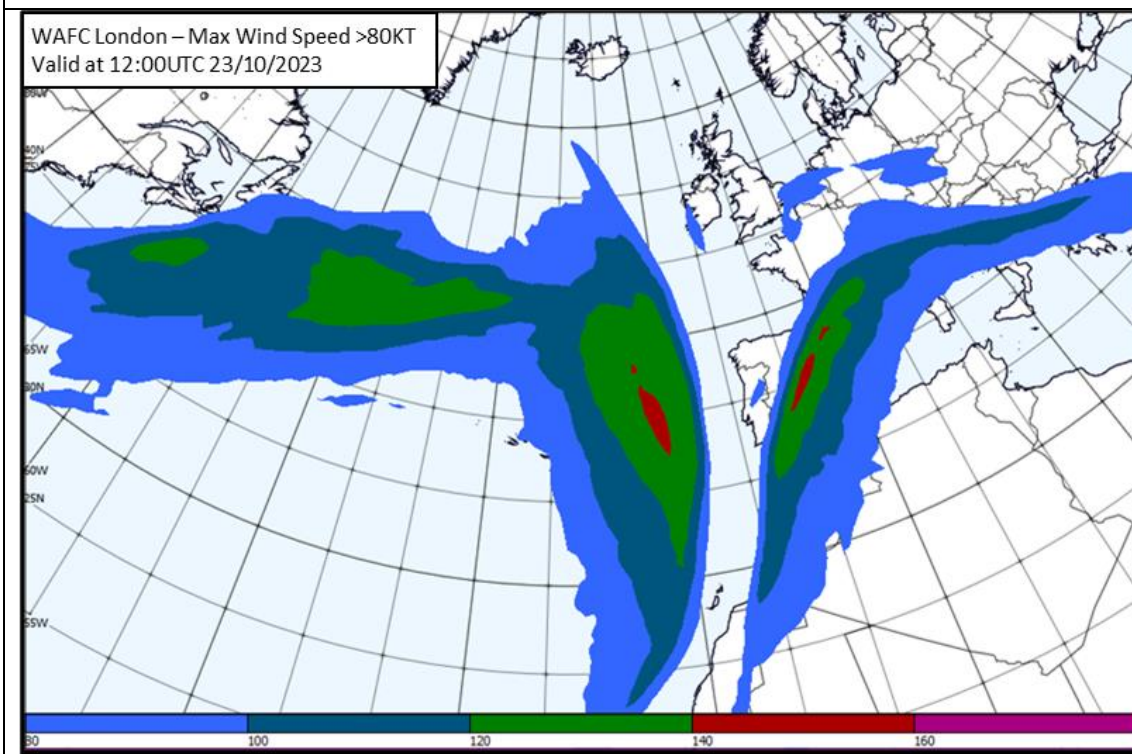 WAFC London – Max Wind Speed >80KT
Valid at 12:00UTC 23/10/2023
40N
65W
30N
60W
25N
55W
80 100 120 140 160